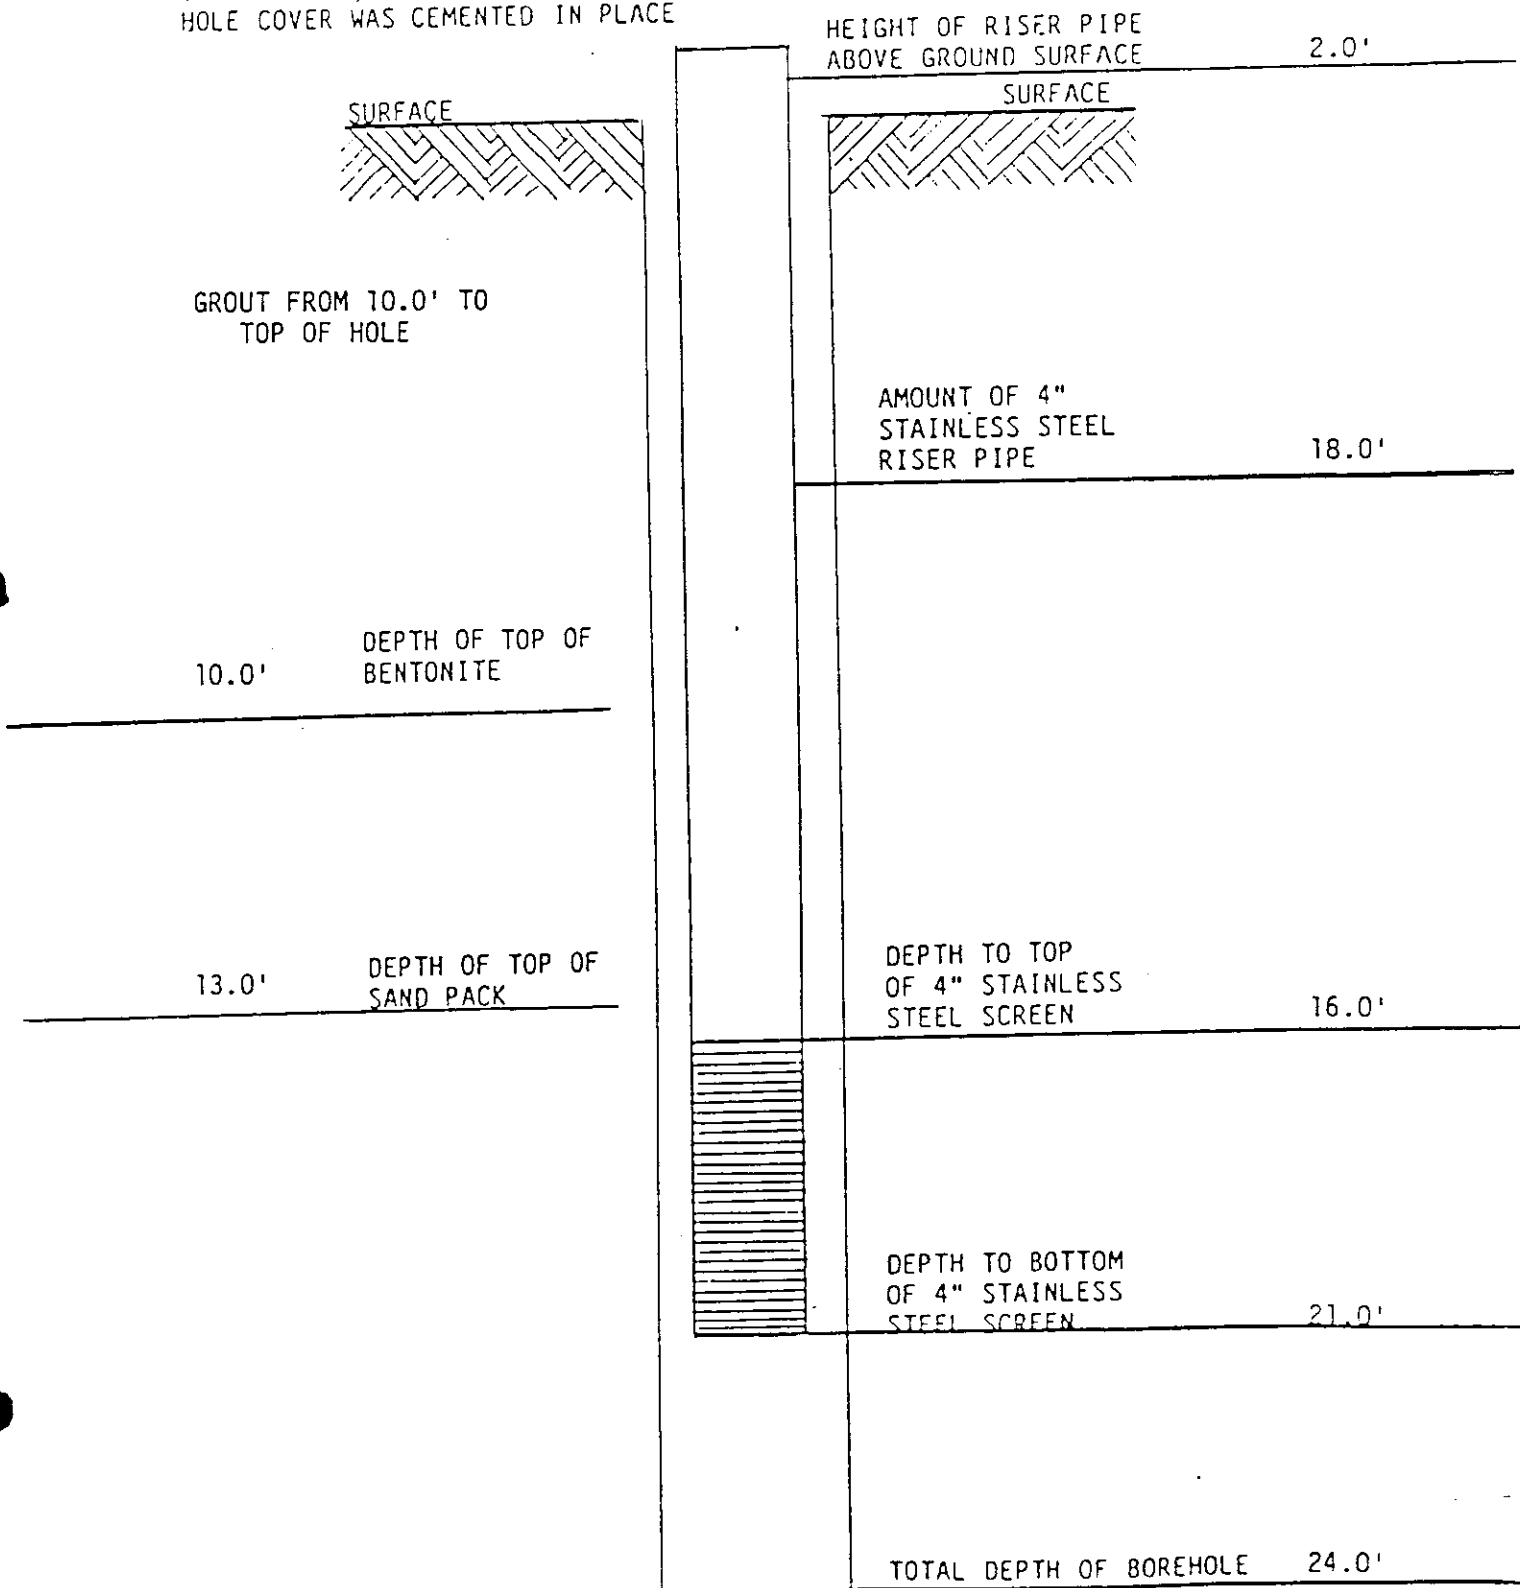 HOLE COVER WAS CEMENTED IN PLACE
HEIGHT OF RISER PIPE
ABOVE GROUND SURFACE 2.0'
SURFACE
SURFACE
GROUT FROM 10.0' TO
TOP OF HOLE
AMOUNT OF 4"
STAINLESS STEEL
RISER PIPE 18.0'
DEPTH OF TOP OF
10.0' BENTONITE
DEPTH OF TOP OF
13.0' SAND PACK
DEPTH TO TOP
OF 4" STAINLESS
STEEL SCREEN 16.0'
DEPTH TO BOTTOM
OF 4" STAINLESS
STEEL SCREEN 21.0'
TOTAL DEPTH OF BOREHOLE 24.0'